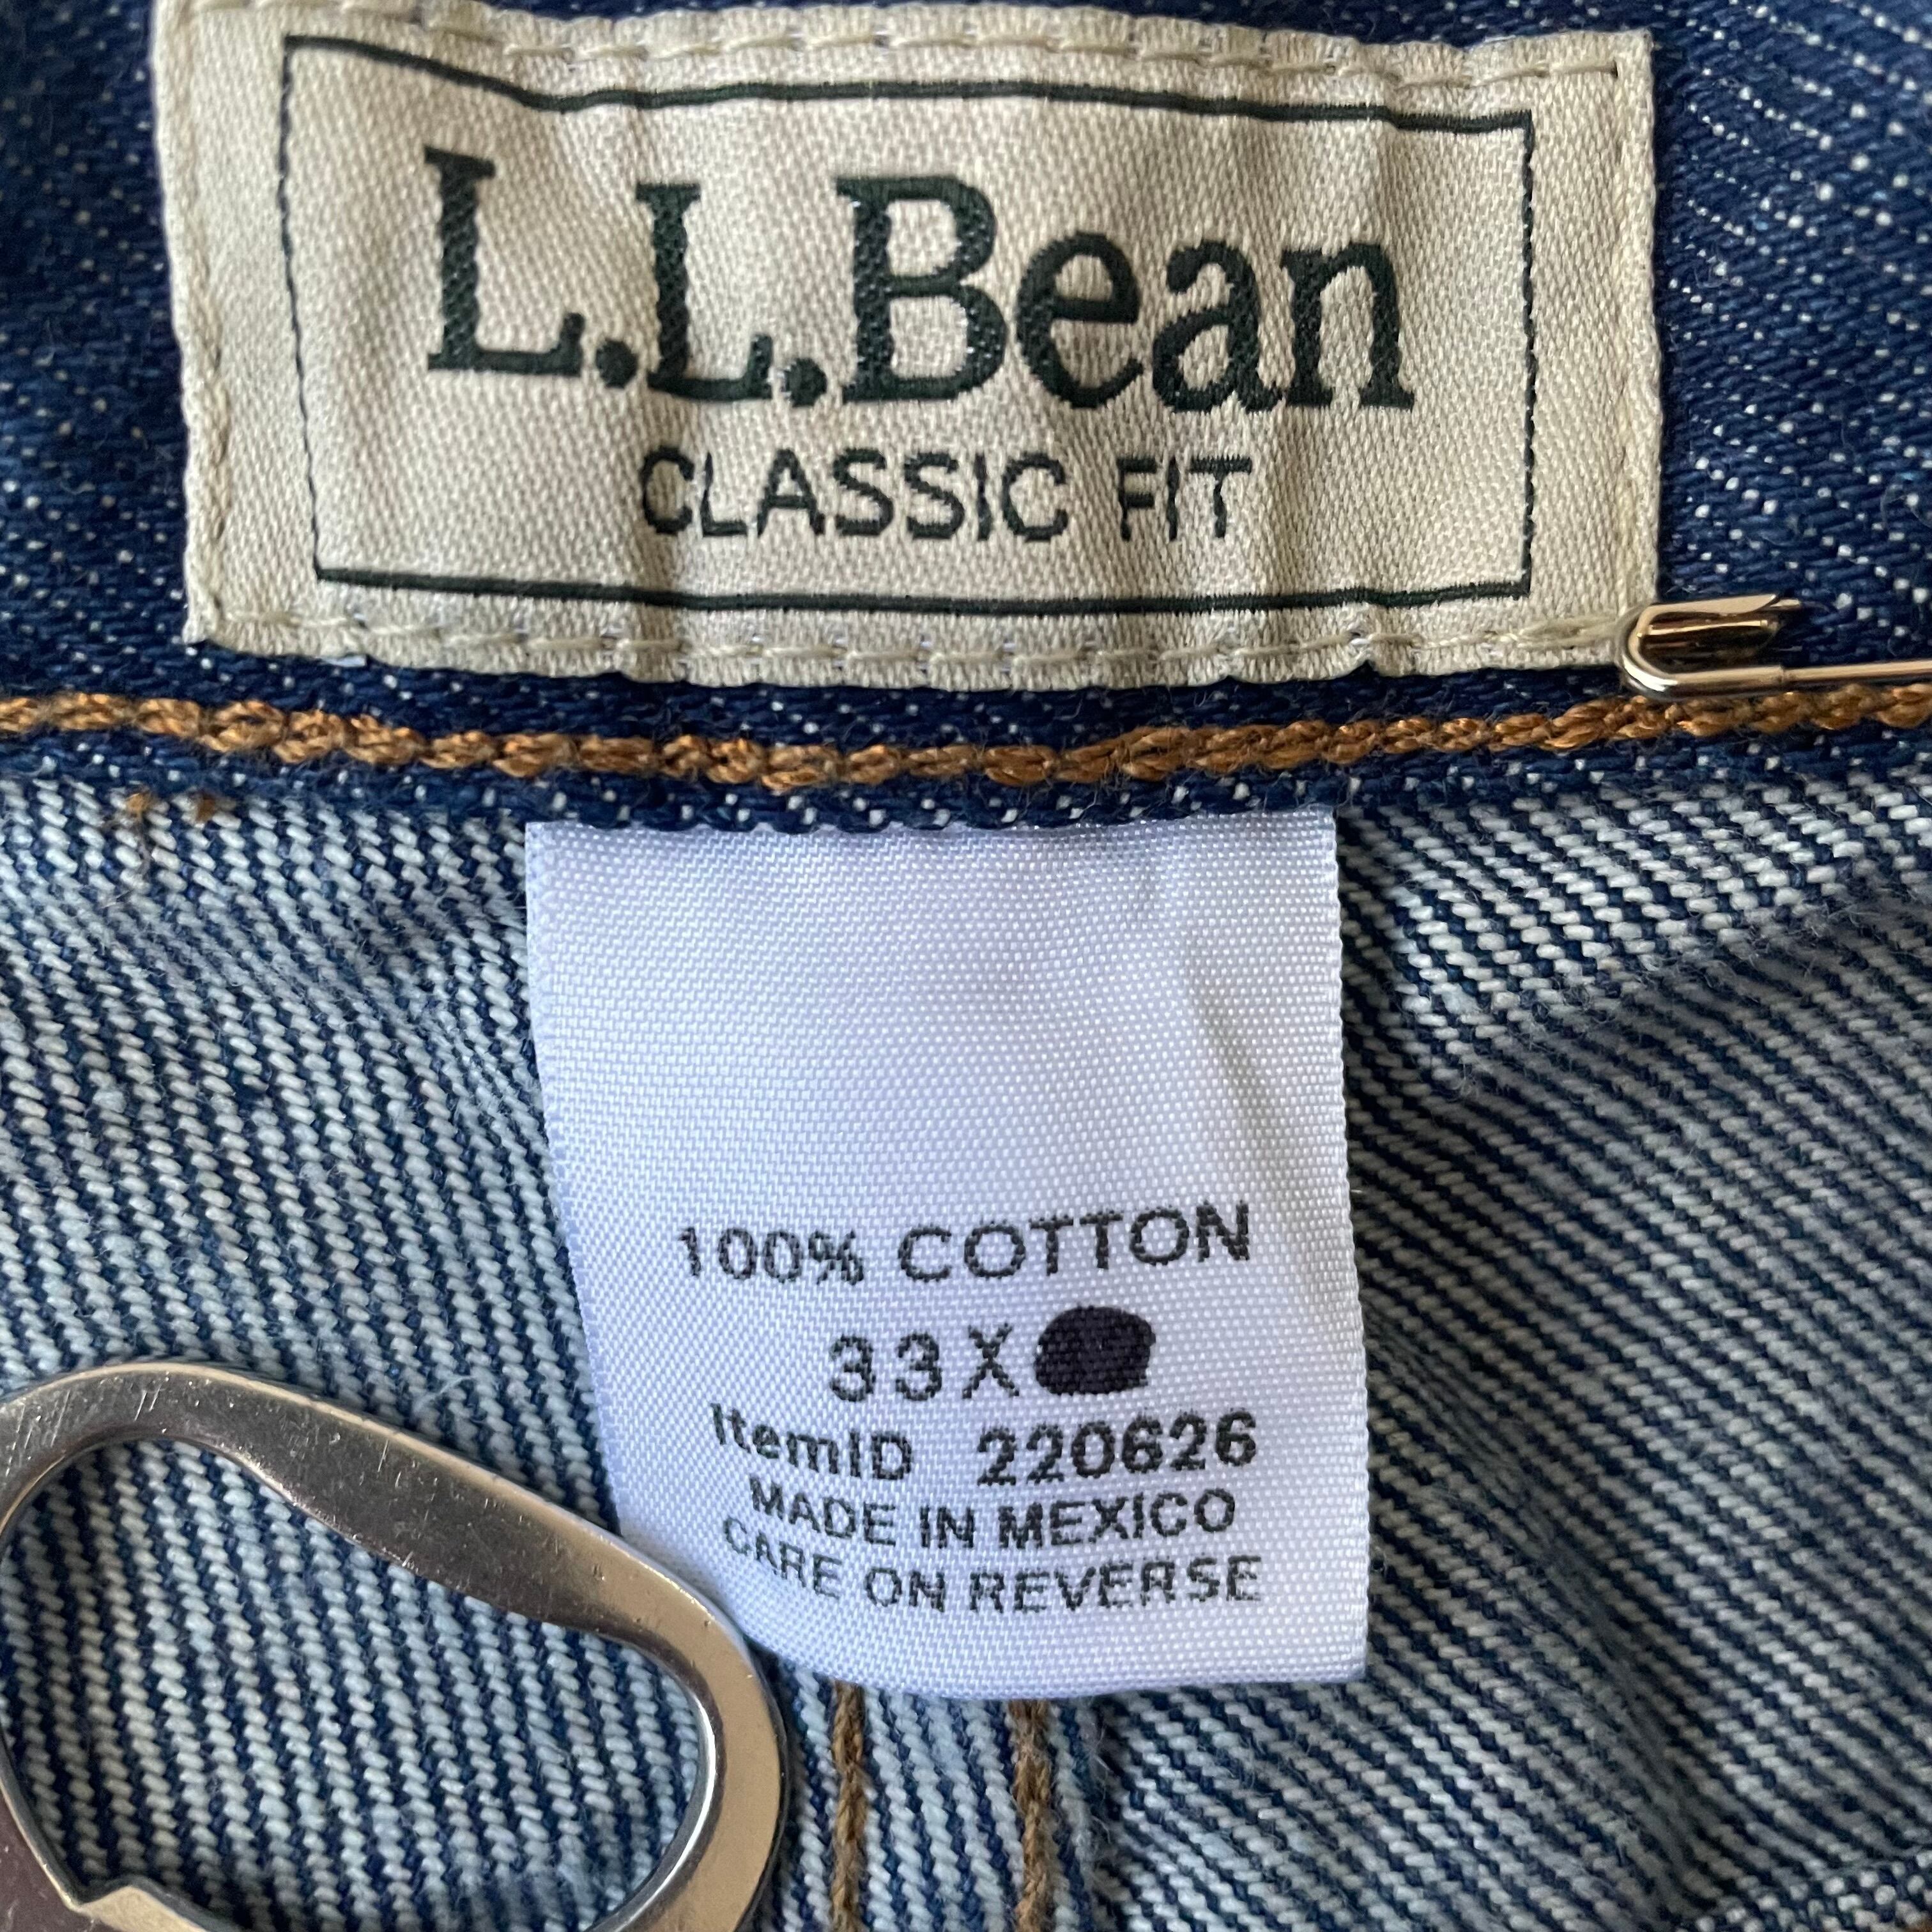 L.L.Bean
CLASSIC FIT
100% COTTON
33X
ItemID 220626
MADE IN MEXICO
CARE ON REVERSE